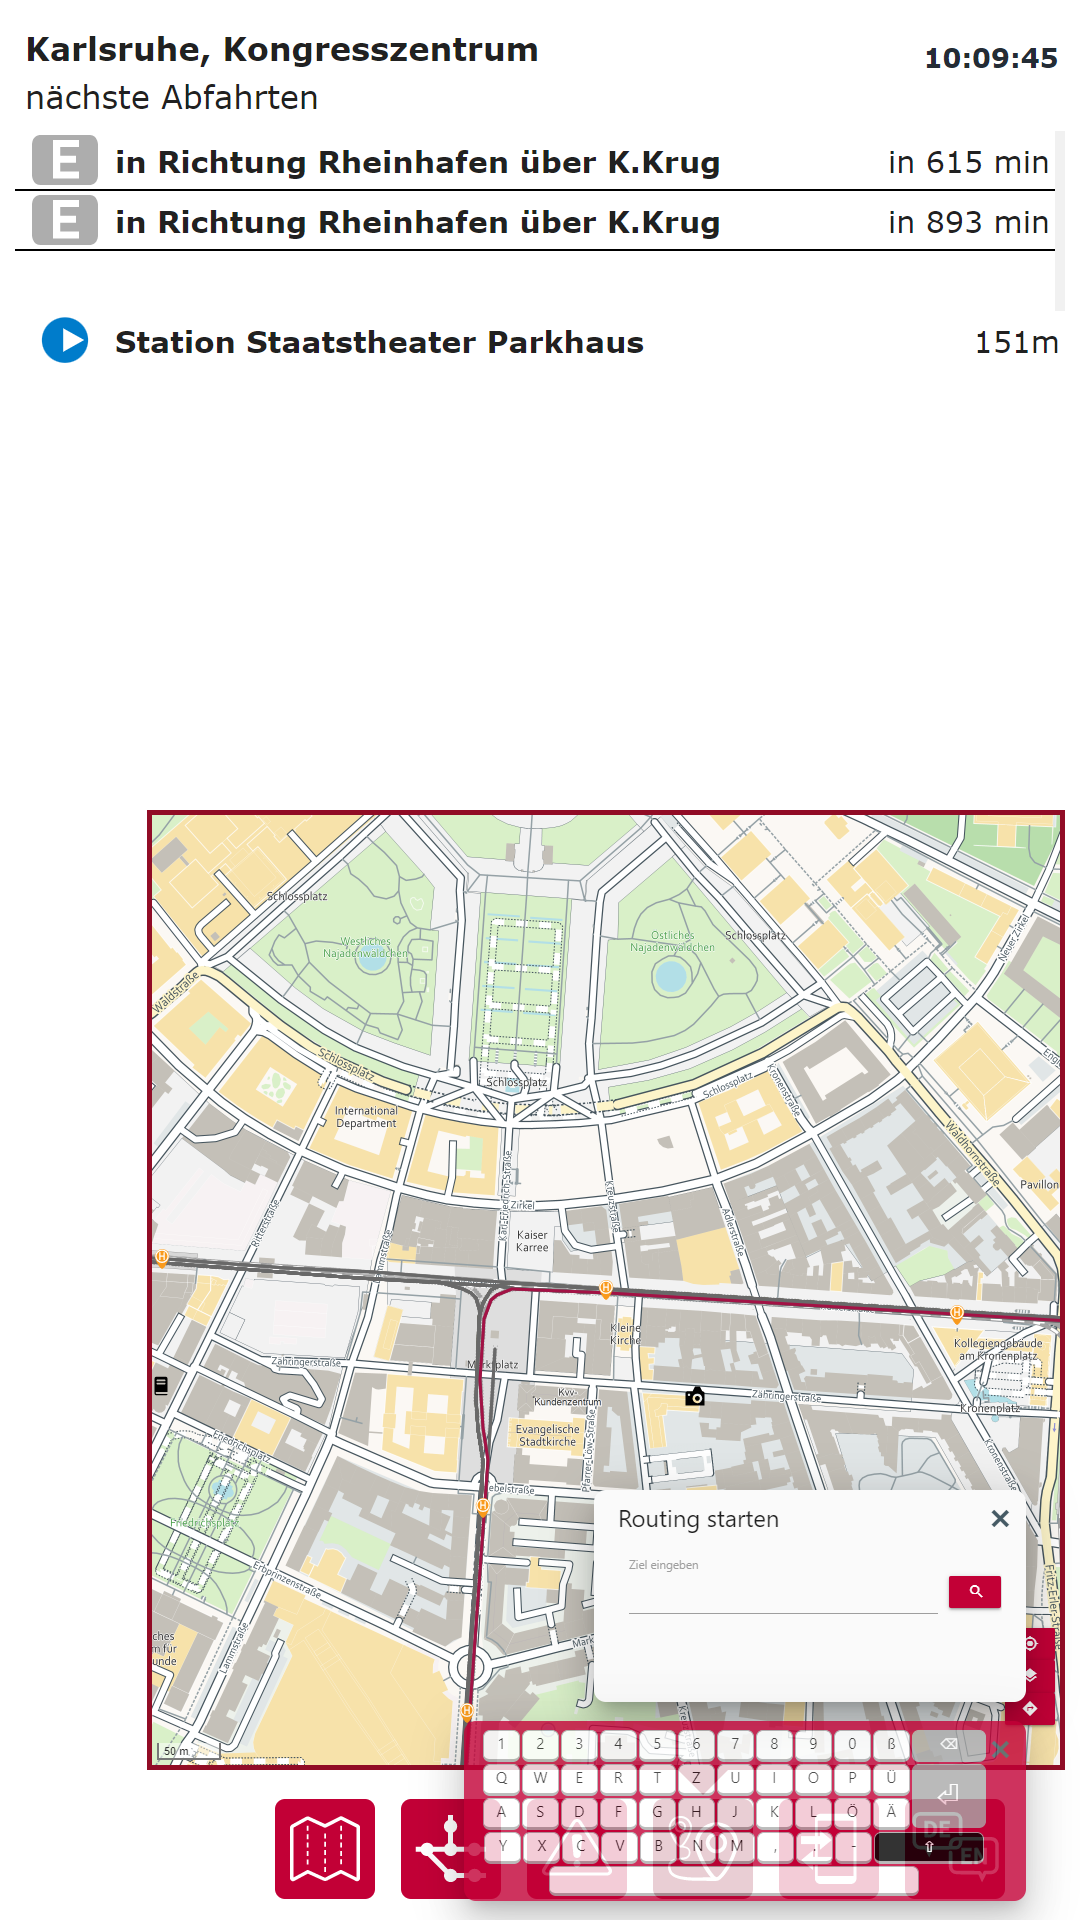 Karlsruhe, Kongresszentrum
10:09:45
nächste Abfahrten
E in Richtung Rheinhafen über K.Krug in 615 min
E in Richtung Rheinhafen über K.Krug in 893 min
Station Staatstheater Parkhaus 151m
Schlossplatz
Westliches
Najadenwäldchen
Östliches
Najadenwäldchen
Schlossplatz
Neuer Zirkel
Waldstraße
Schlossplatz
Schlossplatz
Schlossplatz
Kronenstraße
International
Department
Waldhornstraße
Pavillon
Karl-Friedrich-Straße
Kreuzstraße
Zirkel
Ritterstraße
Adlerstraße
Kaiser
Karree
H
H
H
Kleine
Kirche
Kollegiengebäude
am Kronenplatz
Zähringerstraße
Marktplatz
Kvv-
Kundenzentrum
Zähringerstraße
Kronenplatz
Evangelische
Stadtkirche
Pfarrer-Löw-Straße
Kronenstraße
Friedrichsplatz
Friedrichsplatz
ebelstraße
H
Erbprinzenstraße
Lammstraße
Fritz-Erler-Straße
ches
m für
unde
Mark
H
50 m
Routing starten
Ziel eingeben
1 2 3 4 5 6 7 8 9 0 ß ⌫
Q W E R T Z U I O P Ü
A S D F G H J K L Ö Ä
Y X C V B N M , . - ⇧
DE
EN